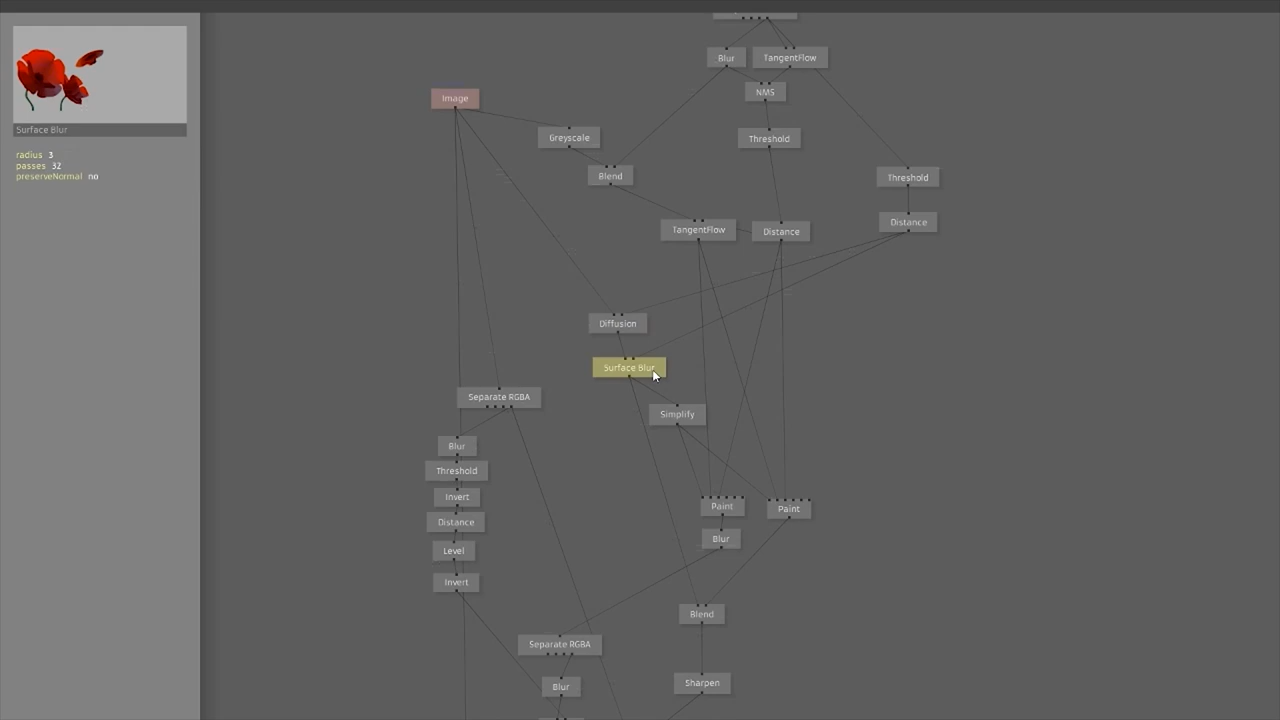 Surface Blur
radius 3
passes 32
preserveNormal no
Blur
TangentFlow
NMS
Image
Greyscale
Threshold
Blend
Threshold
Distance
TangentFlow
Distance
Diffusion
Surface Blur
Separate RGBA
Simplify
Blur
Threshold
Invert
Paint
Paint
Distance
Blur
Level
Invert
Blend
Separate RGBA
Blur
Sharpen